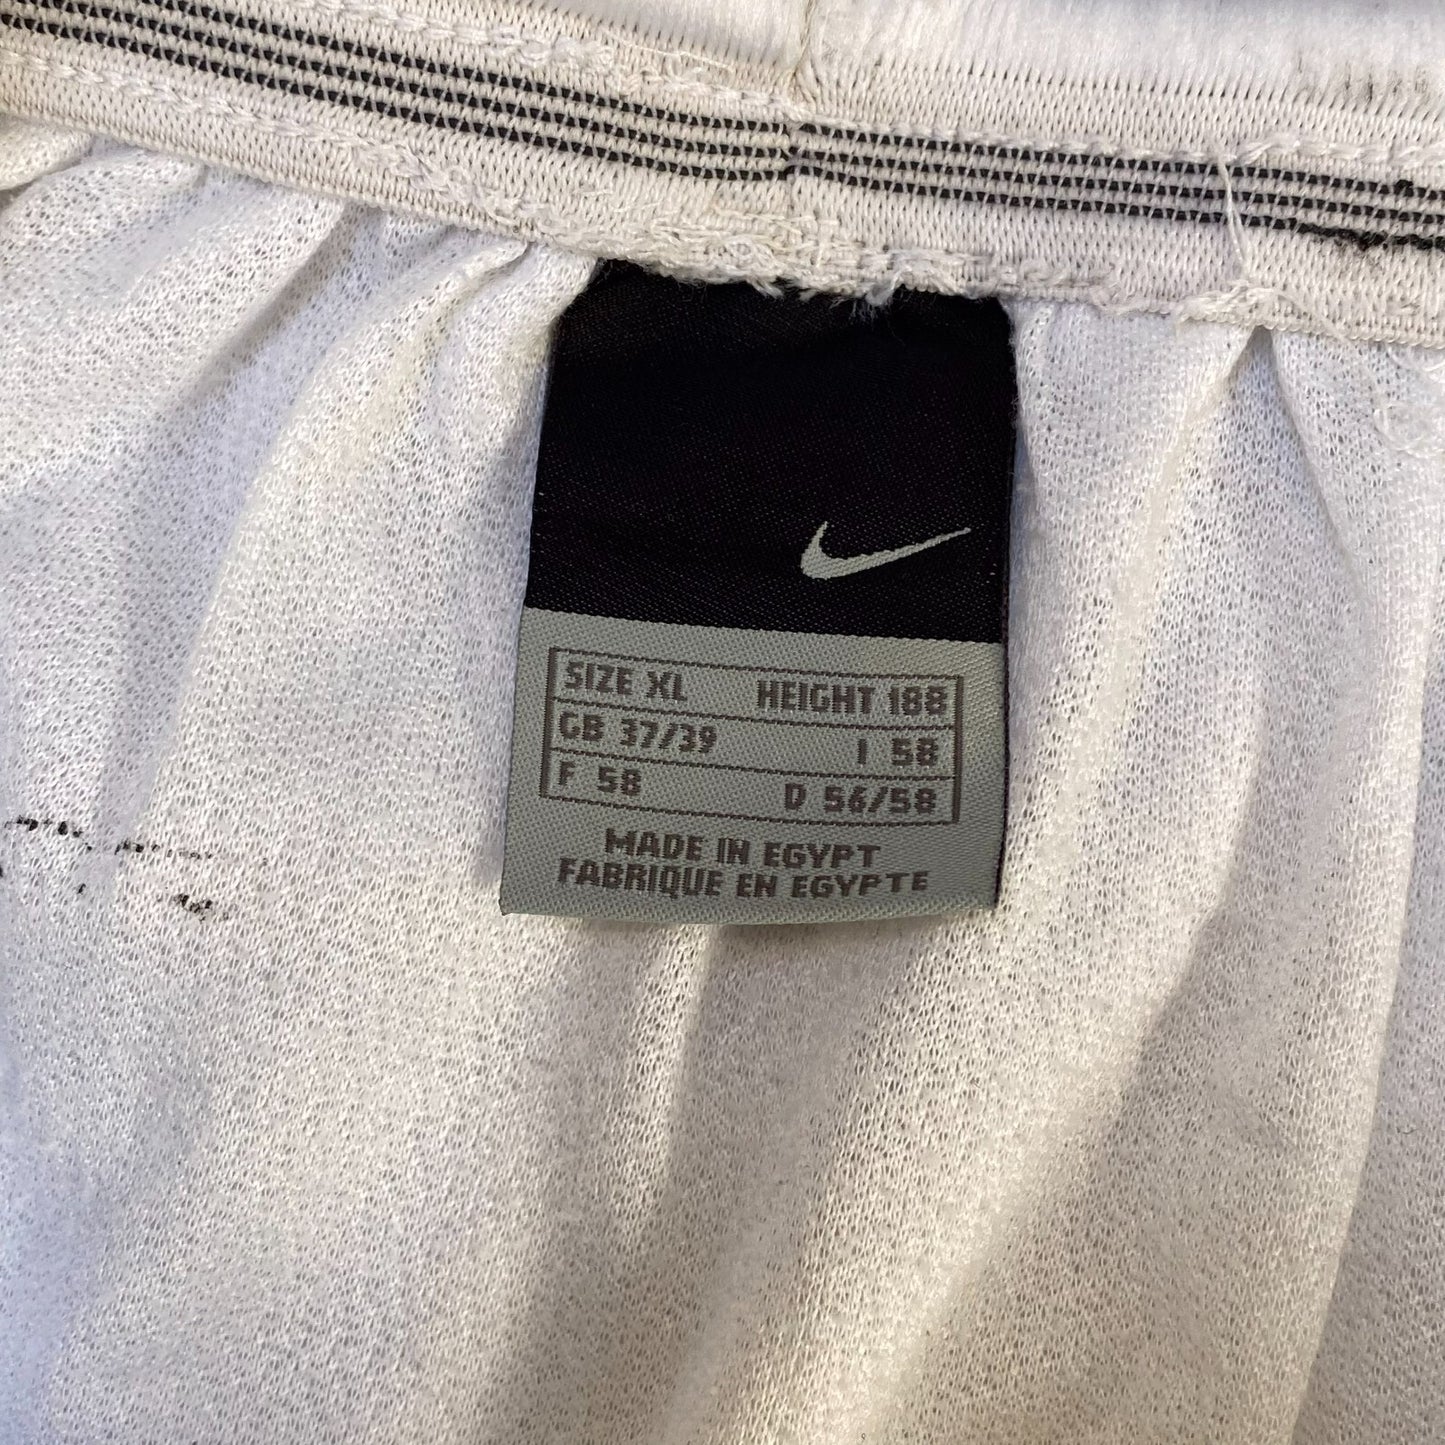 SIZE XL HEIGHT 188
GB 37/39 I 58
F 58 D 56/58
MADE IN EGYPT
FABRIQUE EN EGYPTE